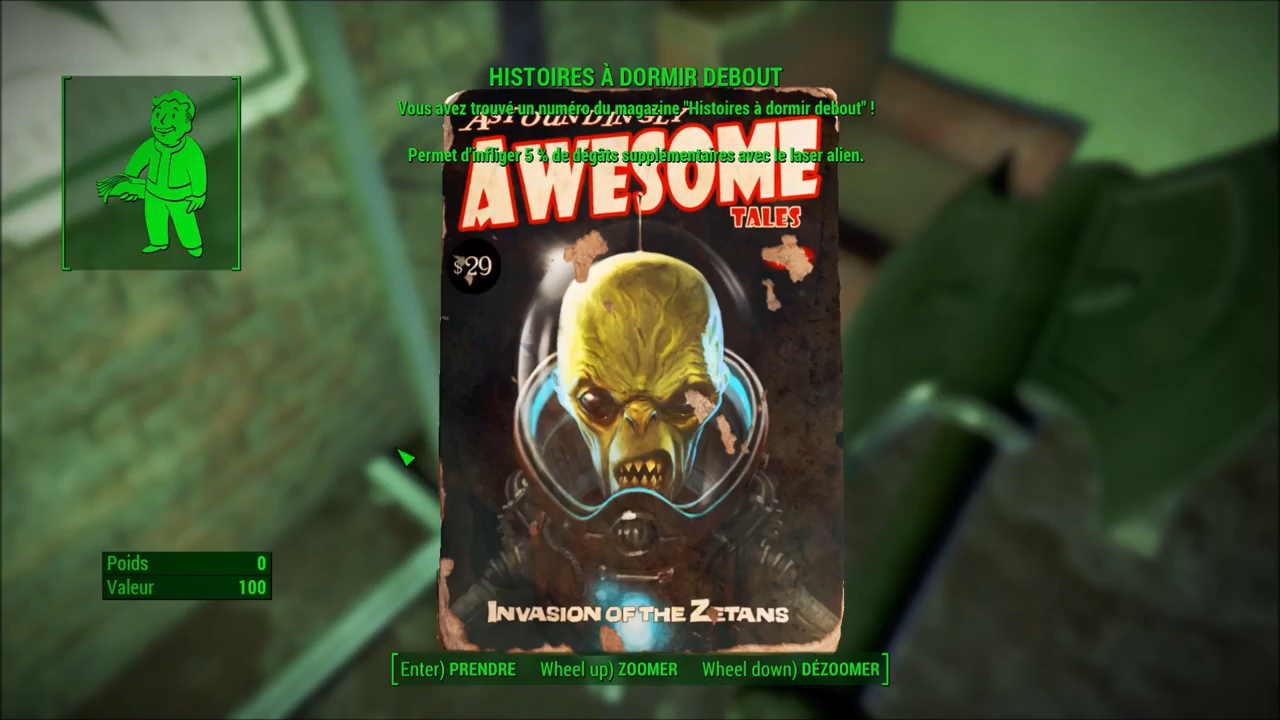 HISTOIRES À DORMIR DEBOUT
Vous avez trouvé un numéro du magazine "Histoires à dormir debout" !
ASTOUNDINGLY
Permet d'infliger 5 % de dégâts supplémentaires avec le laser alien.
AWESOME
TALES
$29
Poids 0
Valeur 100
INVASION OF THE ZETANS
Enter) PRENDRE Wheel up) ZOOMER Wheel down) DÉZOOMER